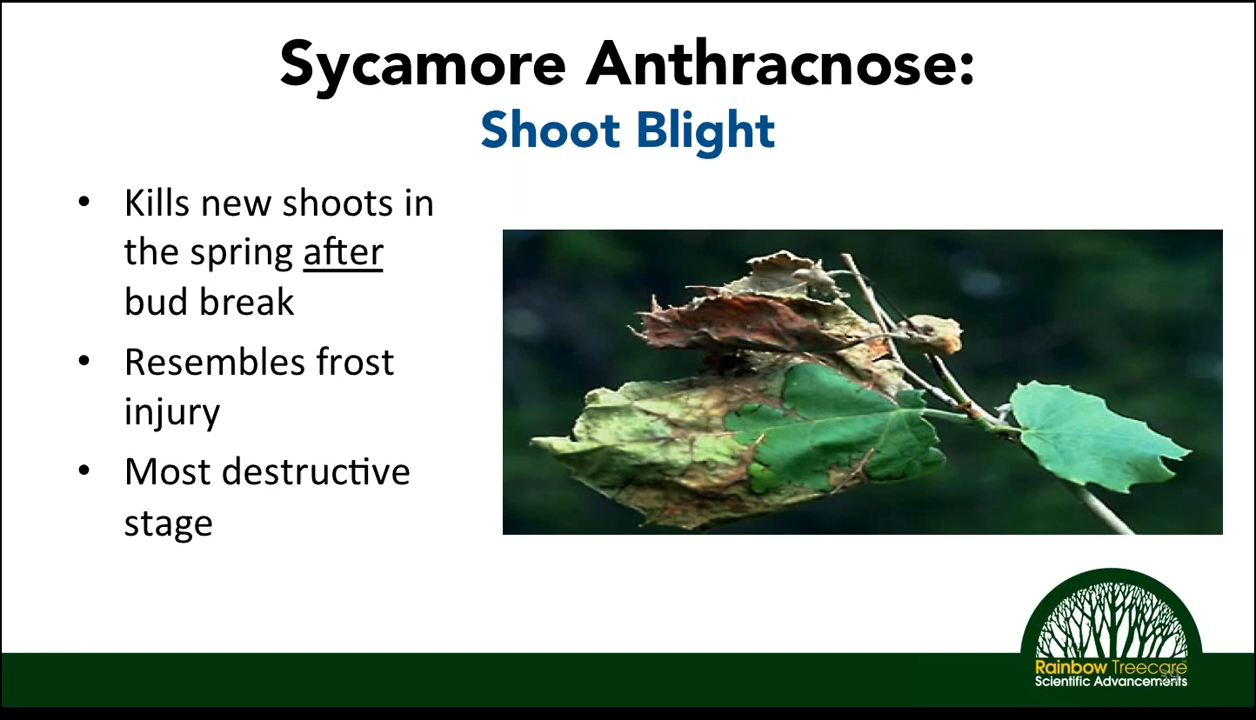 Sycamore Anthracnose:
Shoot Blight
• Kills new shoots in
the spring after
bud break
• Resembles frost
injury
• Most destructive
stage
Rainbow Treecare
Scientific Advancements